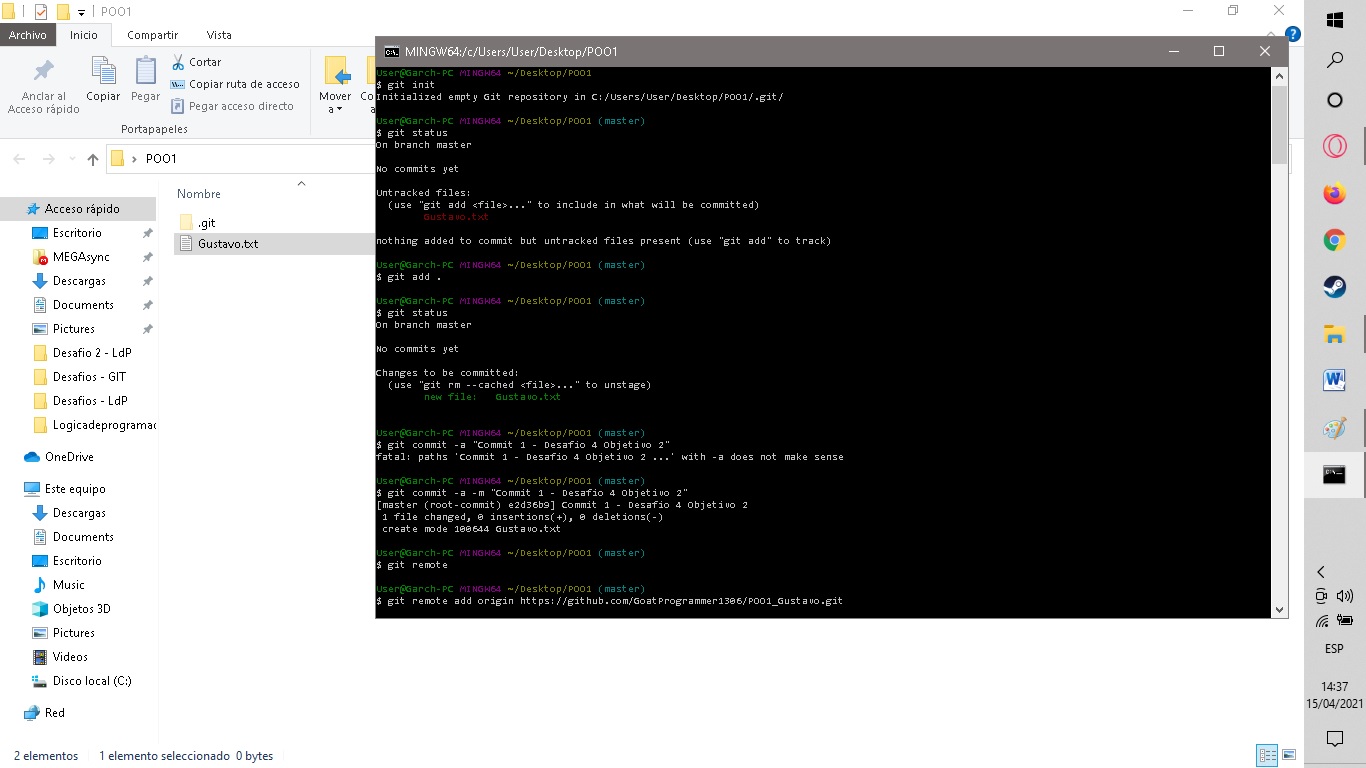 POO1
Archivo
Inicio
Compartir
Vista
Anclar al
Acceso rápido
Copiar
Pegar
Cortar
Copiar ruta de acceso
Pegar acceso directo
Portapapeles
Mover
a
Co
POO1
Nombre
.git
Gustavo.txt
Acceso rápido
Escritorio
MEGAsync
Descargas
Documents
Pictures
Desafio 2 - LdP
Desafios - GIT
Desafios - LdP
Logicadeprogramac
OneDrive
Este equipo
Descargas
Documents
Escritorio
Music
Objetos 3D
Pictures
Videos
Disco local (C:)
Red
2 elementos
1 elemento seleccionado 0 bytes
MINGW64:/c/Users/User/Desktop/POO1
User@Garch-PC MINGW64 ~/Desktop/POO1
$ git init
Initialized empty Git repository in C:/Users/User/Desktop/POO1/.git/
User@Garch-PC MINGW64 ~/Desktop/POO1 (master)
$ git status
On branch master
No commits yet
Untracked files:
(use "git add <file>..." to include in what will be committed)
Gustavo.txt
nothing added to commit but untracked files present (use "git add" to track)
User@Garch-PC MINGW64 ~/Desktop/POO1 (master)
$ git add .
User@Garch-PC MINGW64 ~/Desktop/POO1 (master)
$ git status
On branch master
No commits yet
Changes to be committed:
(use "git rm --cached <file>..." to unstage)
new file: Gustavo.txt
User@Garch-PC MINGW64 ~/Desktop/POO1 (master)
$ git commit -a "Commit 1 - Desafio 4 Objetivo 2"
fatal: paths 'Commit 1 - Desafio 4 Objetivo 2 ...' with -a does not make sense
User@Garch-PC MINGW64 ~/Desktop/POO1 (master)
$ git commit -a -m "Commit 1 - Desafio 4 Objetivo 2"
[master (root-commit) e2d36b9] Commit 1 - Desafio 4 Objetivo 2
1 file changed, 0 insertions(+), 0 deletions(-)
create mode 100644 Gustavo.txt
User@Garch-PC MINGW64 ~/Desktop/POO1 (master)
$ git remote
User@Garch-PC MINGW64 ~/Desktop/POO1 (master)
$ git remote add origin https://github.com/GoatProgrammer1306/POO1_Gustavo.git
ESP
14:37
15/04/2021